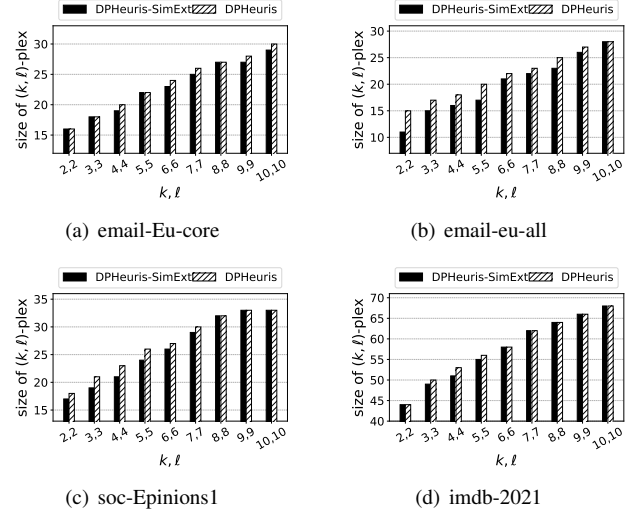 DPHeuris-SimExt DPHeuris
size of (k, ℓ)-plex
30
25
20
15
2,2 3,3 4,4 5,5 6,6 7,7 8,8 9,9 10,10
k, ℓ
(a) email-Eu-core
DPHeuris-SimExt DPHeuris
size of (k, ℓ)-plex
30
25
20
15
10
2,2 3,3 4,4 5,5 6,6 7,7 8,8 9,9 10,10
k, ℓ
(b) email-eu-all
DPHeuris-SimExt DPHeuris
size of (k, ℓ)-plex
35
30
25
20
15
2,2 3,3 4,4 5,5 6,6 7,7 8,8 9,9 10,10
k, ℓ
(c) soc-Epinions1
DPHeuris-SimExt DPHeuris
size of (k, ℓ)-plex
70
65
60
55
50
45
40
2,2 3,3 4,4 5,5 6,6 7,7 8,8 9,9 10,10
k, ℓ
(d) imdb-2021